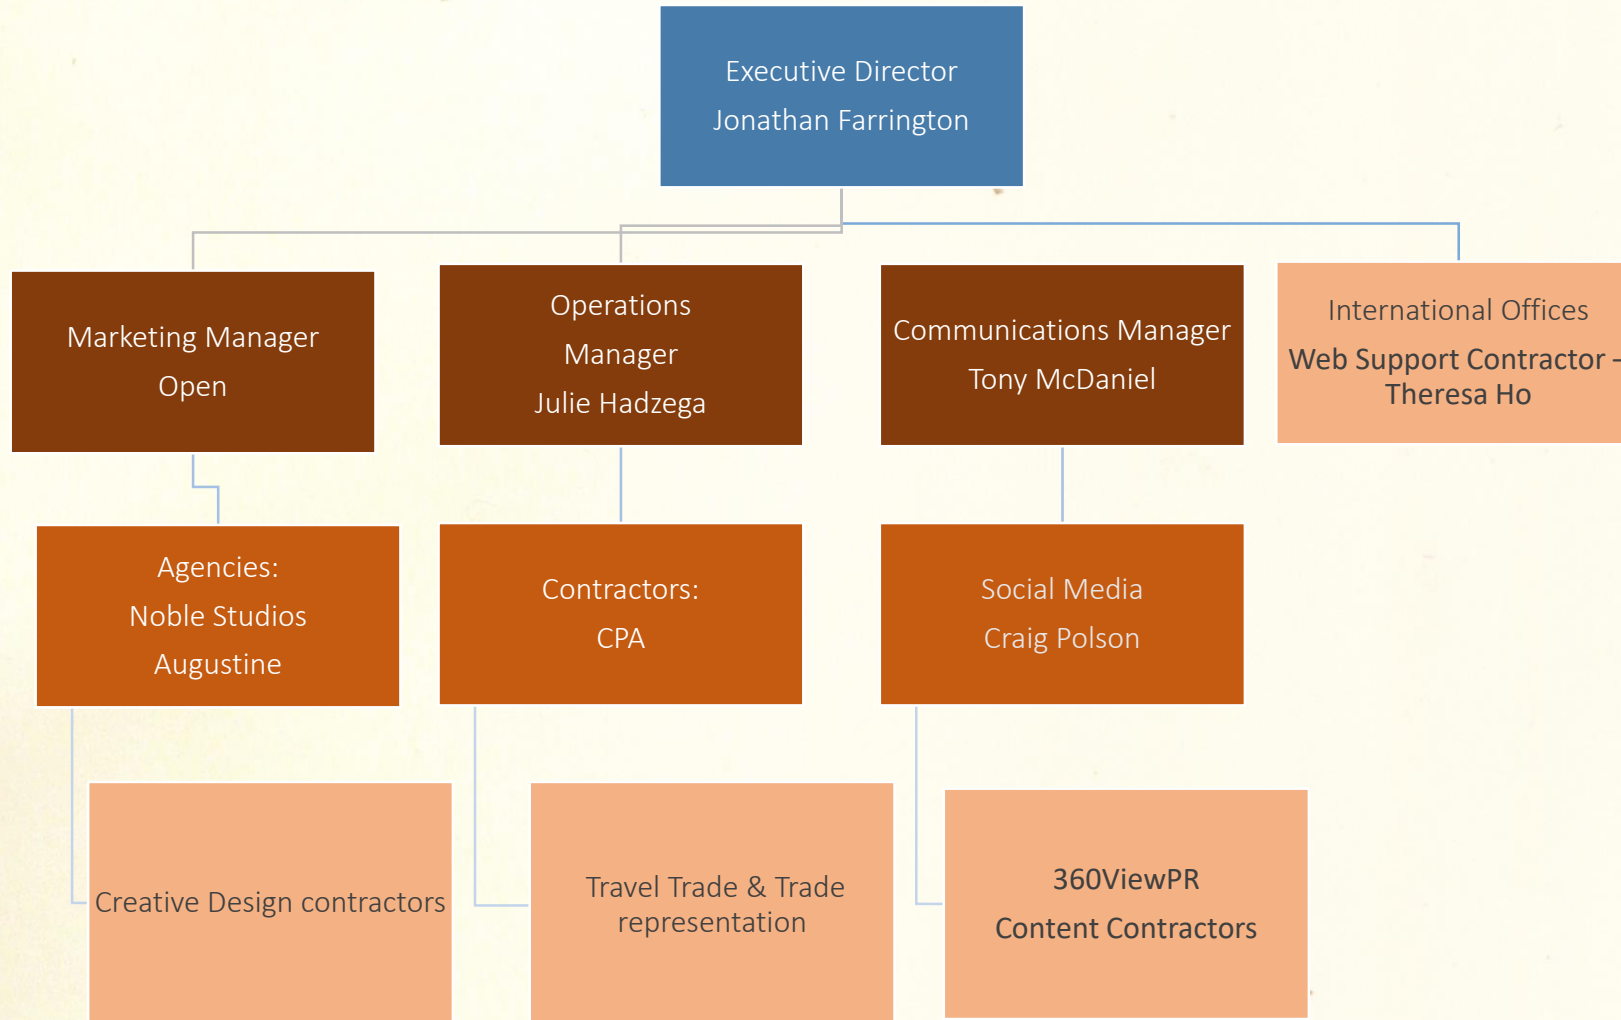 Executive Director
Jonathan Farrington
Marketing Manager
Open
Operations
Manager
Julie Hadzega
Communications Manager
Tony McDaniel
International Offices
Web Support Contractor –
Theresa Ho
Agencies:
Noble Studios
Augustine
Contractors:
CPA
Social Media
Craig Polson
Creative Design contractors
Travel Trade & Trade
representation
360ViewPR
Content Contractors